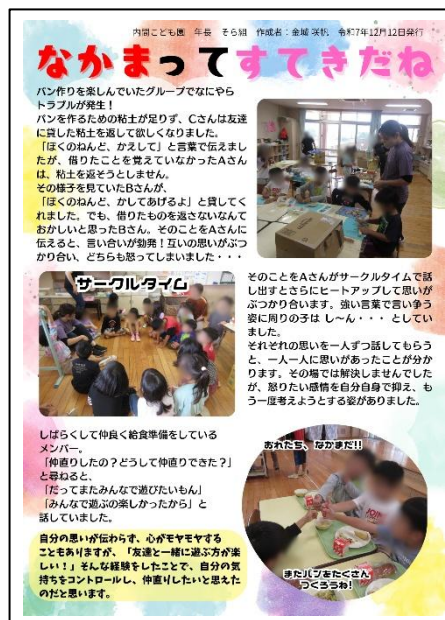 内間こども園　年長　そら組　作成者：金城 咲帆　令和7年12月12日発行
なかまってすてきだね
パン作りを楽しんでいたグループでなにやら
トラブルが発生！
パンを作るための粘土が足りず、Cさんは友達
に貸した粘土を返して欲しくなりました。
「ぼくのねんど、かえして」と言葉で伝えまし
たが、借りたことを覚えていなかったAさん
は、粘土を返そうとしません。
その様子を見ていたBさんが、
「ぼくのねんど、かしてあげるよ」と貸してく
れました。でも、借りたものを返さないなんて
おかしいと思ったBさん。そのことをAさんに
伝えると、言い合いが勃発！互いの思いがぶつ
かり合い、どちらも怒ってしまいました・・・
サークルタイム
そのことをAさんがサークルタイムで話
し出すとさらにヒートアップして思いが
ぶつかり合います。強い言葉で言い争う
姿に周りの子は し～ん・・・ としてい
ました。
それぞれの思いを一人ずつ話してもらう
と、一人一人に思いがあったことが分か
ります。その場では解決しませんでした
が、怒りたい感情を自分自身で抑え、も
う一度考えようとする姿がありました。
しばらくして仲良く給食準備をしている
メンバー。
「仲直りしたの？どうして仲直りできた？」
と尋ねると、
「だってまたみんなで遊びたいもん」
「みんなで遊ぶの楽しかったから」と
話していました。
おれたち、なかまだ!!
またパンをたくさん
つくろうね!
自分の思いが伝わらず、心がモヤモヤする
こともありますが、「友達と一緒に遊ぶ方が楽
しい！」そんな経験をしたことで、自分の気
持ちをコントロールし、仲直りしたいと思えた
のだと思います。